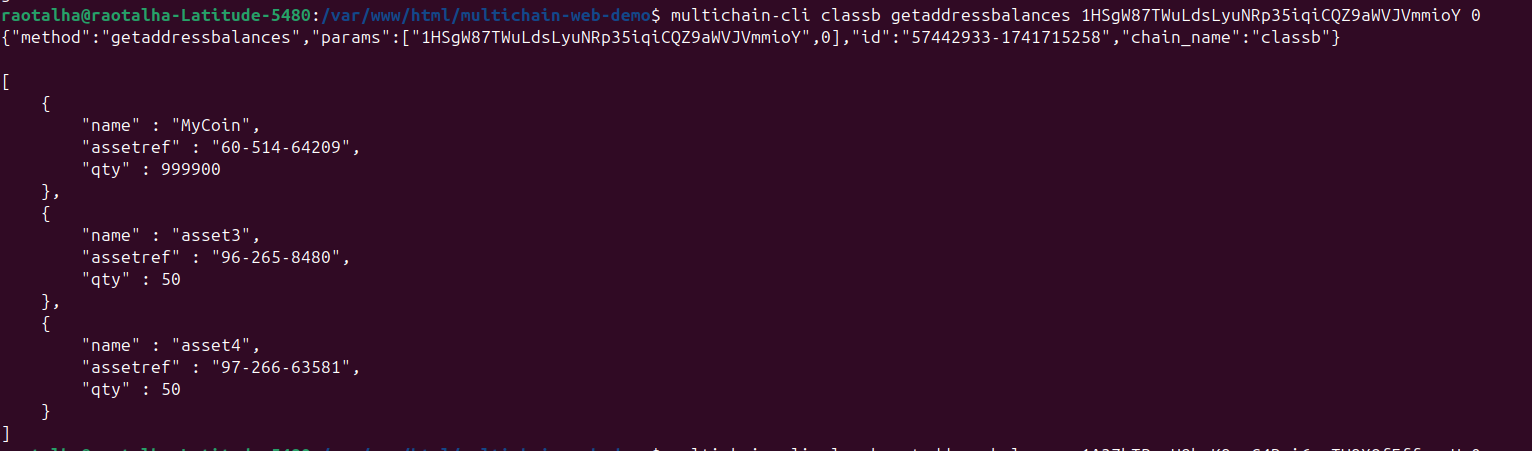 raotalha@raotalha-Latitude-5480:/var/www/html/multichain-web-demo$ multichain-cli classb getaddressbalances 1HSgW87TWuLdsLyuNRp35iqiCQZ9aWVJVmmioY 0
{"method":"getaddressbalances","params":["1HSgW87TWuLdsLyuNRp35iqiCQZ9aWVJVmmioY",0],"id":"57442933-1741715258","chain_name":"classb"}
[
{
"name" : "MyCoin",
"assetref" : "60-514-64209",
"qty" : 999900
},
{
"name" : "asset3",
"assetref" : "96-265-8480",
"qty" : 50
},
{
"name" : "asset4",
"assetref" : "97-266-63581",
"qty" : 50
}
]